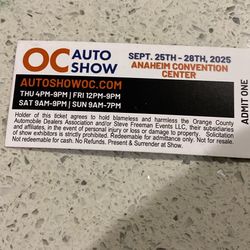 OC AUTO SHOW
SEPT. 25TH - 28TH, 2025
ANAHEIM CONVENTION
CENTER
AUTOSHOWOC.COM
THU 4PM-9PM | FRI 12PM-9PM
SAT 9AM-9PM | SUN 9AM-7PM
ADMIT ONE
Holder of this ticket agrees to hold blameless and harmless the Orange County
Automobile Dealers Association and/or Steve Freeman Events LLC, their subsidiaries
and affiliates, in the event of personal injury or loss or damage to property. Solicitation
of show exhibitors is strictly prohibited. Redeemable for admittance only. Not for resale.
Not redeemable for cash. No Refunds. Present & Surrender at Show.